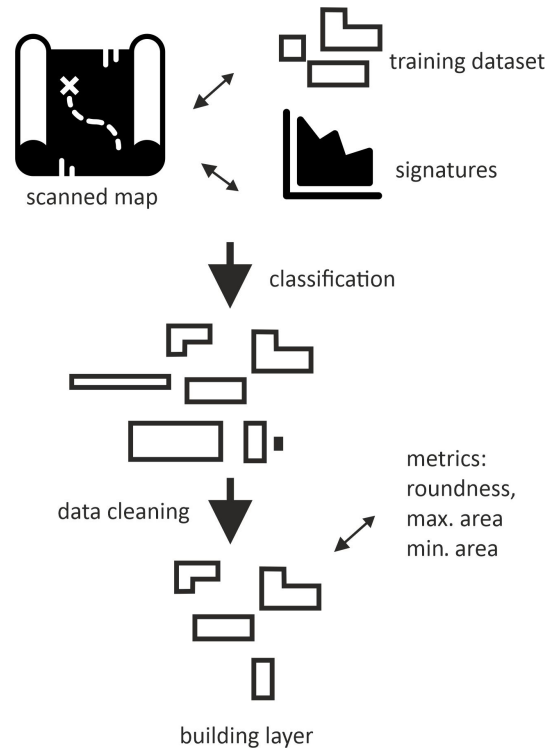 training dataset
signatures
scanned map
classification
metrics:
roundness,
max. area
min. area
data cleaning
building layer